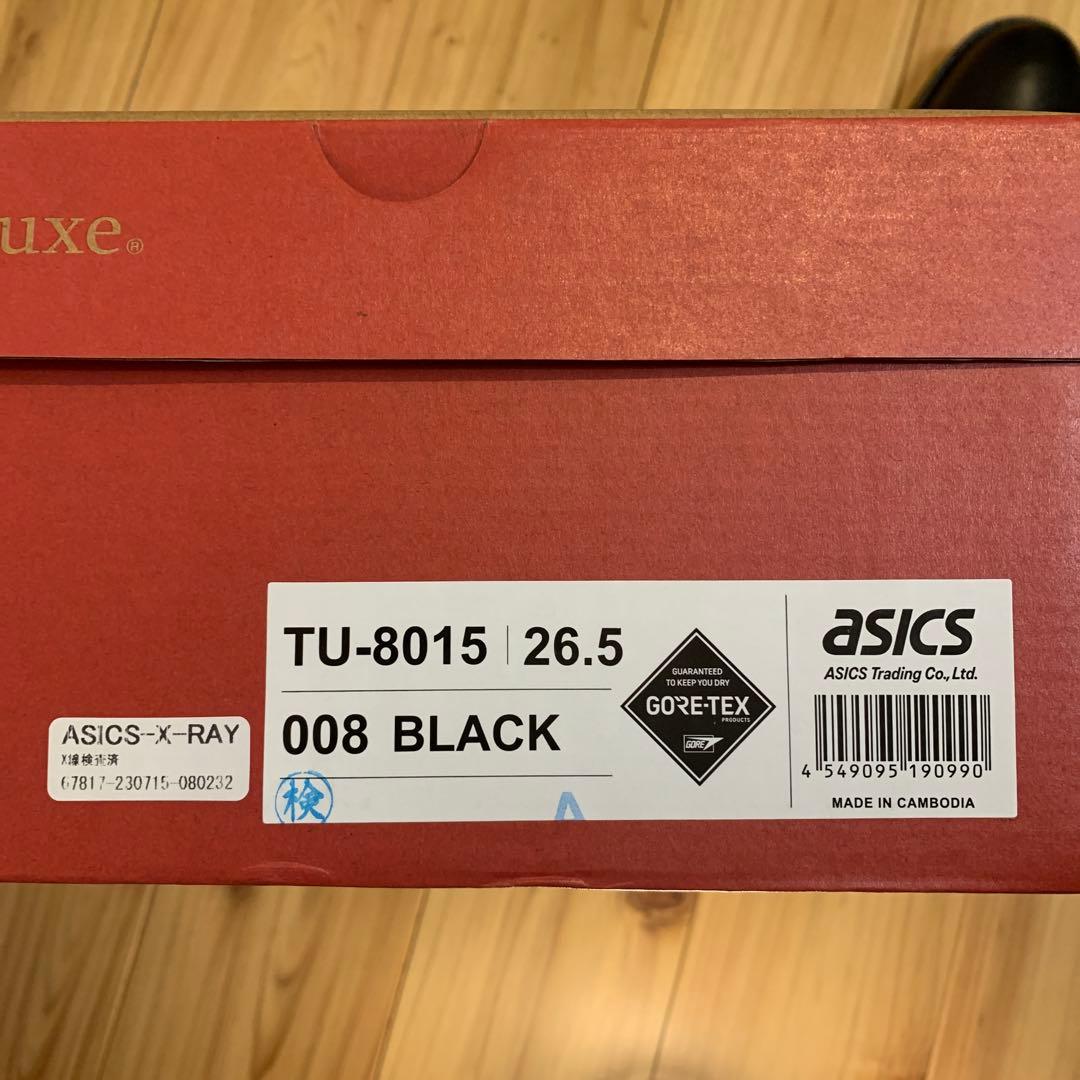 uxe®
TU-8015 | 26.5
008 BLACK
GUARANTEED
TO KEEP YOU DRY
GORE-TEX
PRODUCTS
GORE
asics
ASICS Trading Co., Ltd.
4 549095 190990
MADE IN CAMBODIA
ASICS-X-RAY
X線検査済
67817-230715-080232
検
A